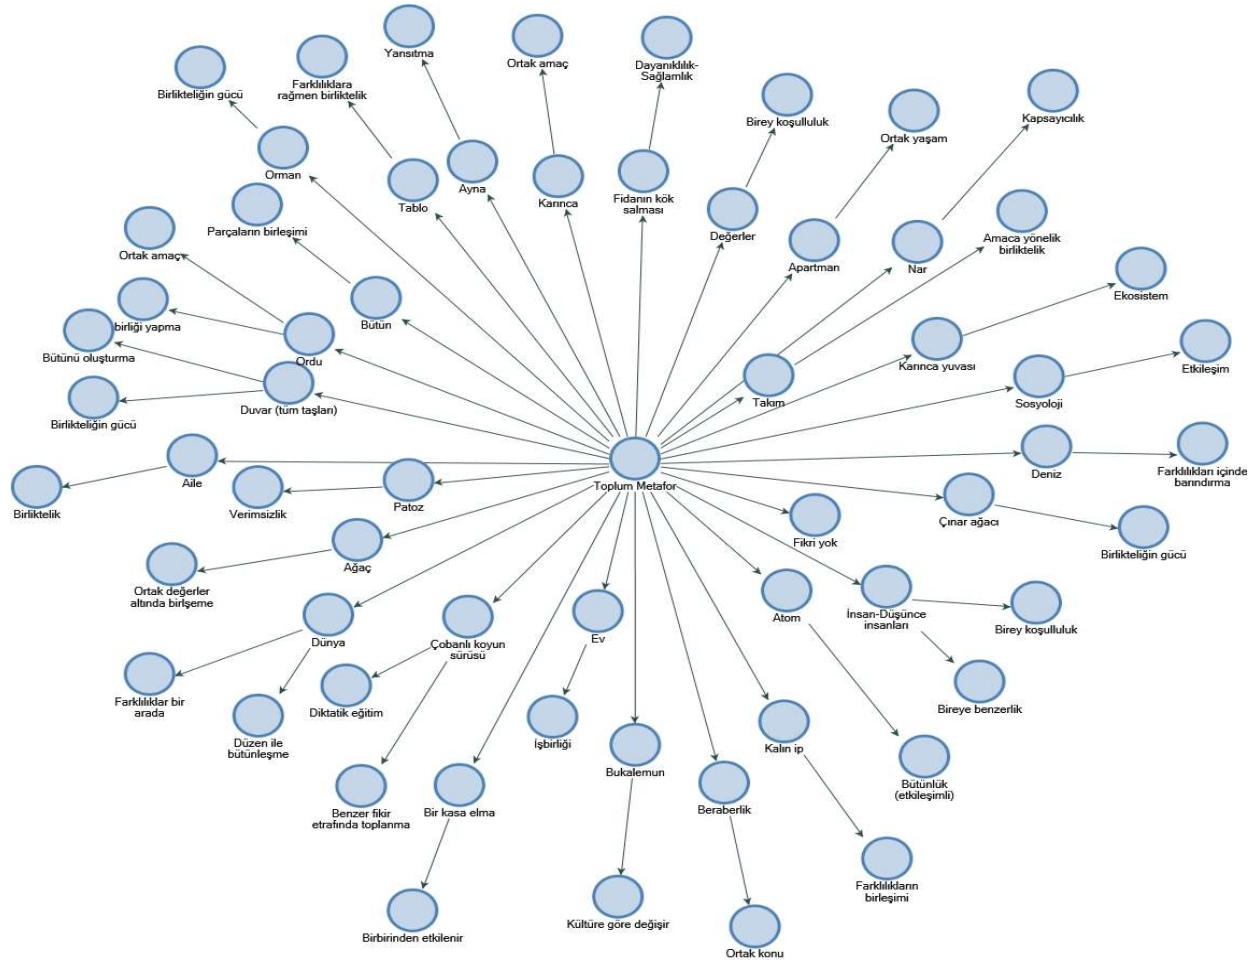 Yansıtma
Ortak amaç
Dayanıklılık-
Sağlamlık
Farklılıklara
rağmen birliktelik
Birlikteliğin gücü
Birey koşulluluk
Ortak yaşam
Kapsayıcılık
Orman
Tablo
Ayna
Karınca
Fidanın kök
salması
Değerler
Apartman
Nar
Amaca yönelik
birliktelik
Parçaların birleşimi
Ortak amaç
Bütün
Ekosistem
birliği yapma
Bütünü oluşturma
Ordu
Karınca yuvası
Etkileşim
Birlikteliğin gücü
Duvar (tüm taşları)
Takım
Sosyoloji
Aile
Birliktelik
Verimsizlik
Patoz
Toplum Metafor
Deniz
Farklılıkları içinde
barındırma
Çınar ağacı
Fikri yok
Birlikteliğin gücü
Ağaç
Ortak değerler
altında birlşeme
Dünya
Çobanlı koyun
sürüsü
Ev
Atom
İnsan-Düşünce
insanları
Birey koşulluluk
Farklılıklar bir
arada
Diktatik eğitim
Bireye benzerlik
Düzen ile
bütünleşme
İşbirliği
Bukalemun
Kalın ip
Bütünlük
(etkileşimli)
Benzer fikir
etrafında toplanma
Bir kasa elma
Beraberlik
Farklılıkların
birleşimi
Birbirinden etkilenir
Kültüre göre değişir
Ortak konu